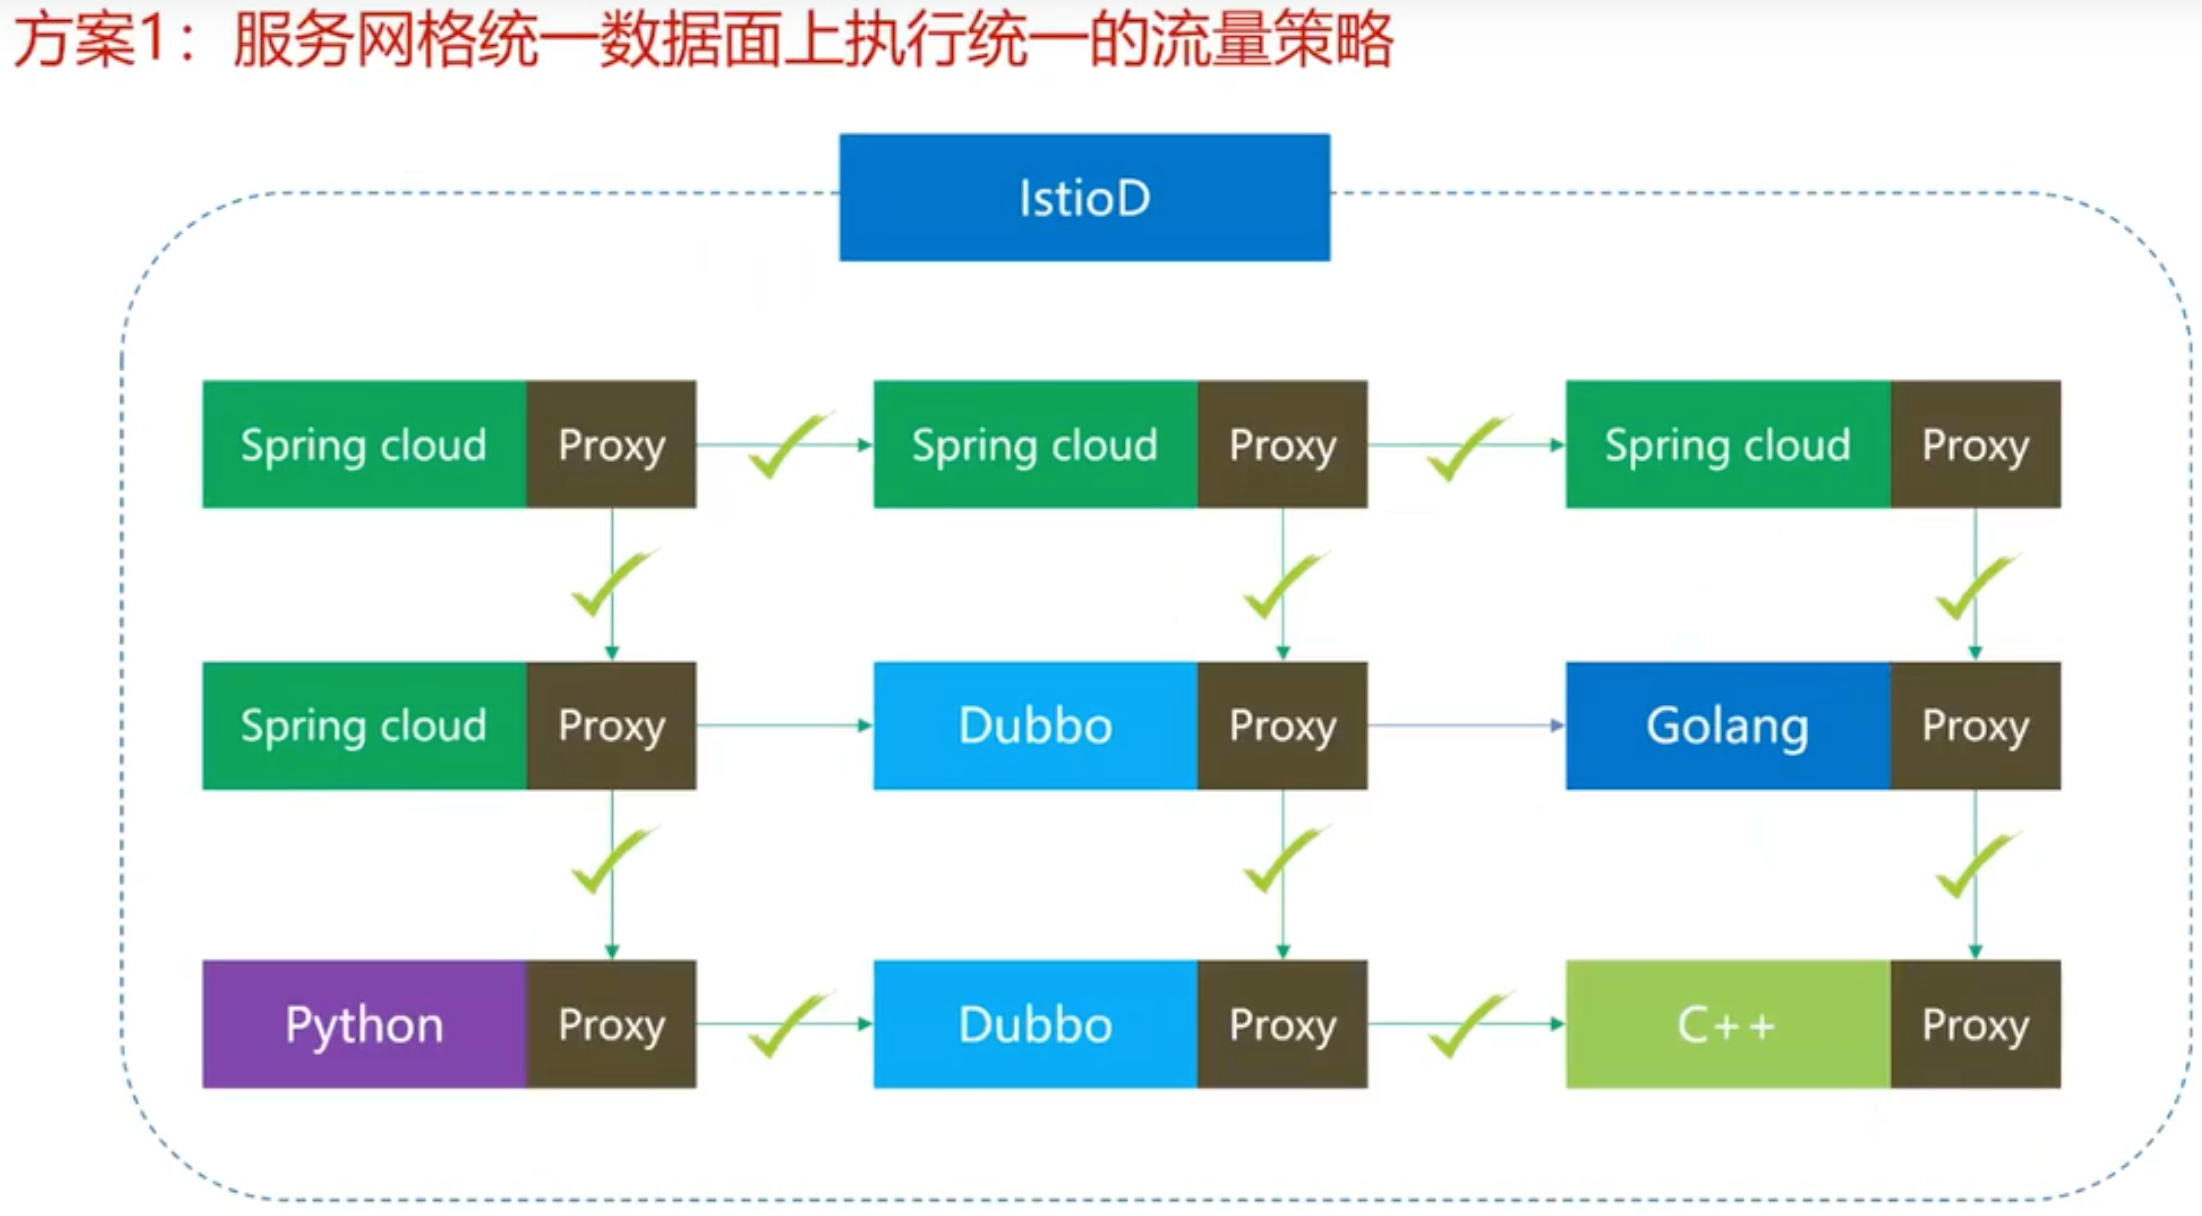 方案1：服务网格统一数据面上执行统一的流量策略
IstioD
Spring cloud Proxy Spring cloud Proxy Spring cloud Proxy
Spring cloud Proxy Dubbo Proxy Golang Proxy
Python Proxy Dubbo Proxy C++ Proxy